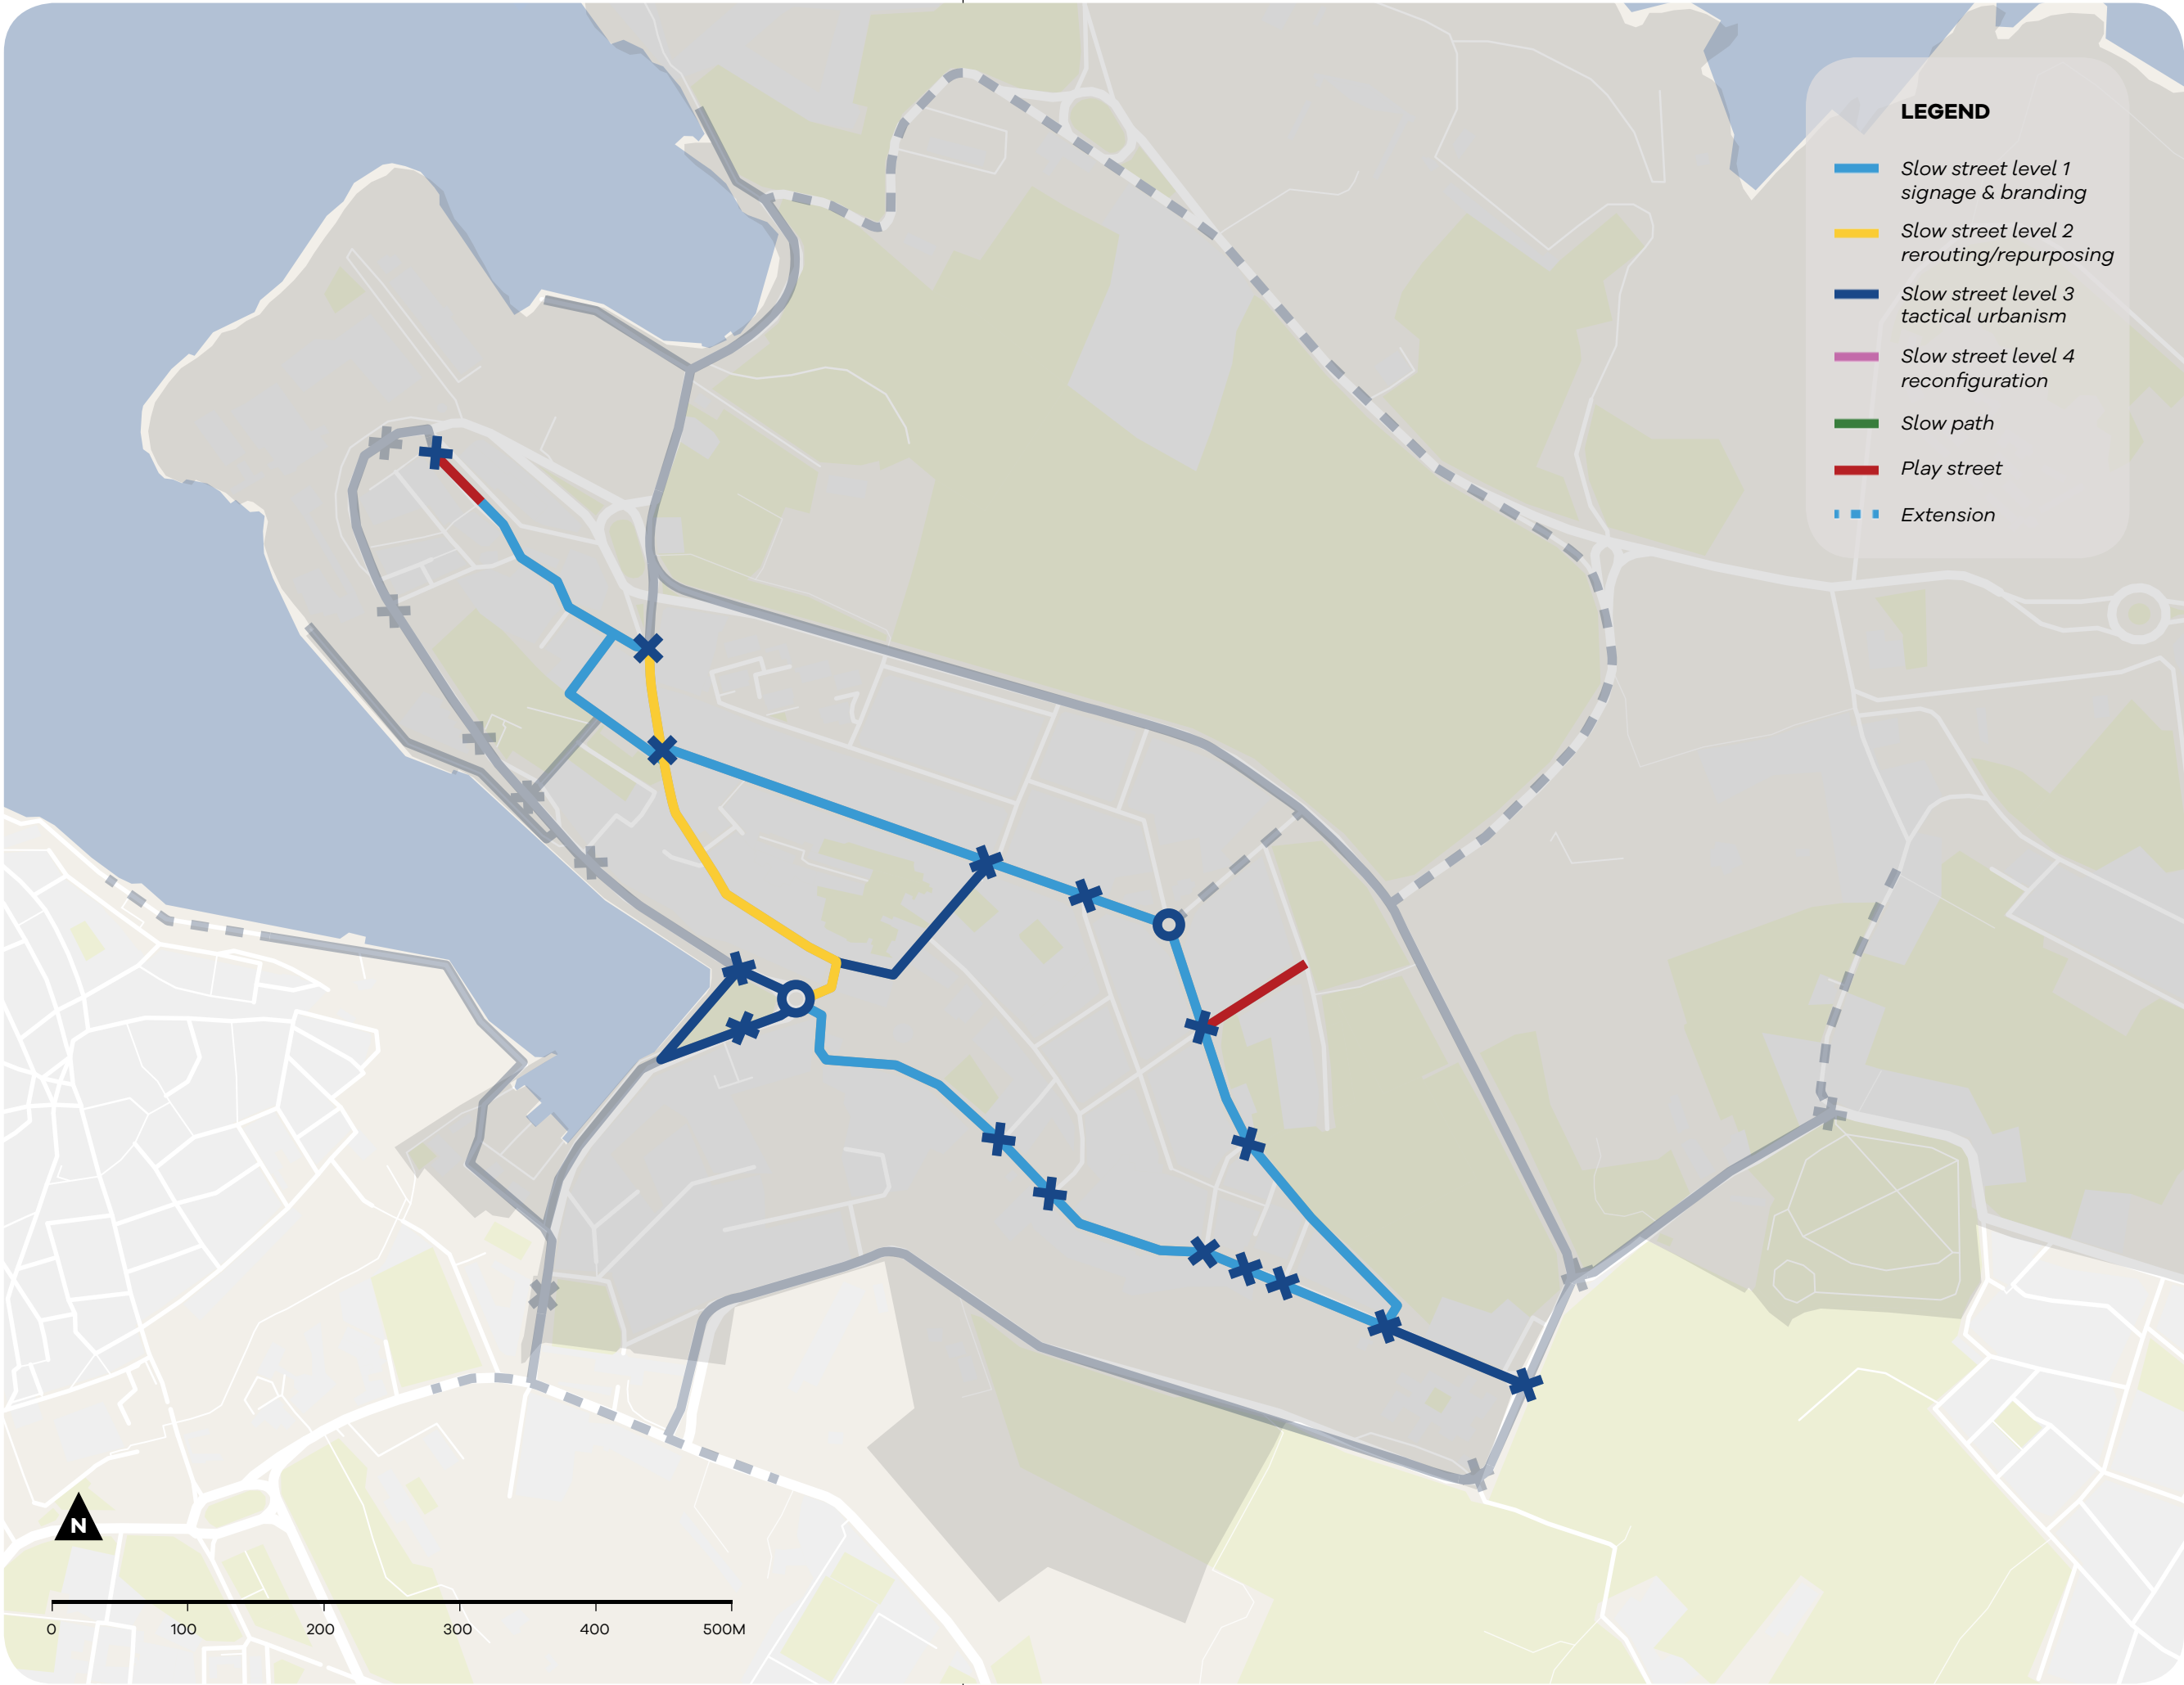 LEGEND
Slow street level 1
signage & branding
Slow street level 2
rerouting/repurposing
Slow street level 3
tactical urbanism
Slow street level 4
reconfiguration
Slow path
Play street
Extension
N
0 100 200 300 400 500M